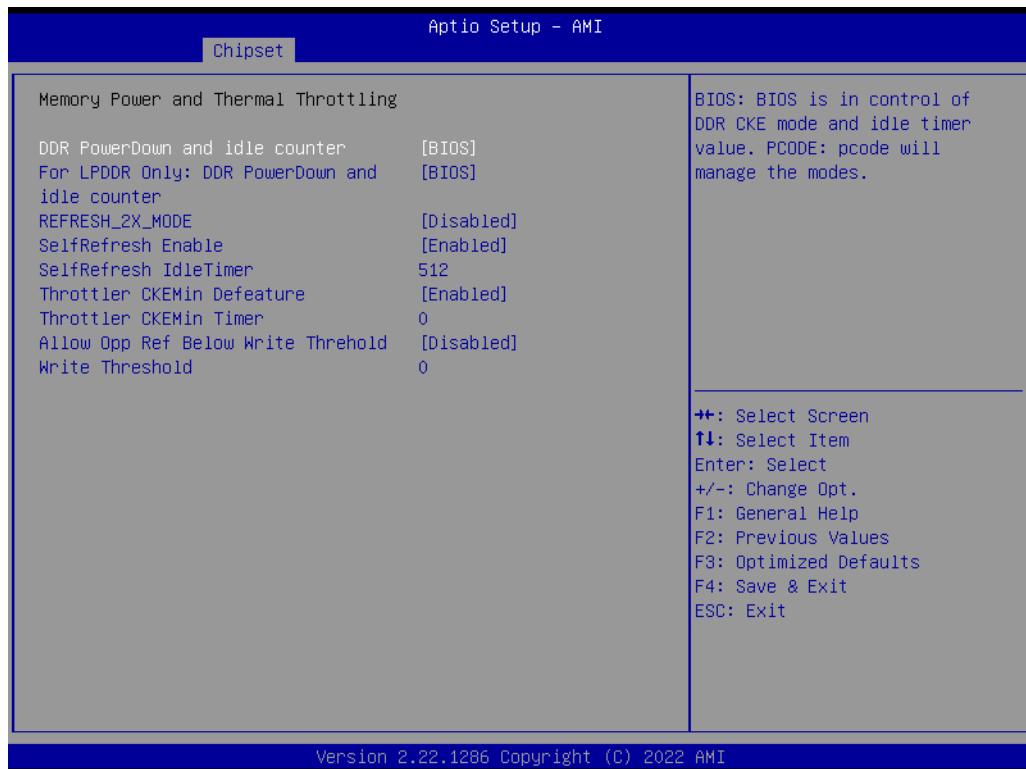 Aptio Setup – AMI
Chipset
Memory Power and Thermal Throttling
DDR PowerDown and idle counter [BIOS]
For LPDDR Only: DDR PowerDown and [BIOS]
idle counter
REFRESH_2X_MODE [Disabled]
SelfRefresh Enable [Enabled]
SelfRefresh IdleTimer 512
Throttler CKEMin Defeature [Enabled]
Throttler CKEMin Timer 0
Allow Opp Ref Below Write Threhold [Disabled]
Write Threshold 0
BIOS: BIOS is in control of
DDR CKE mode and idle timer
value. PCODE: pcode will
manage the modes.
→←: Select Screen
↑↓: Select Item
Enter: Select
+/-: Change Opt.
F1: General Help
F2: Previous Values
F3: Optimized Defaults
F4: Save & Exit
ESC: Exit
Version 2.22.1286 Copyright (C) 2022 AMI